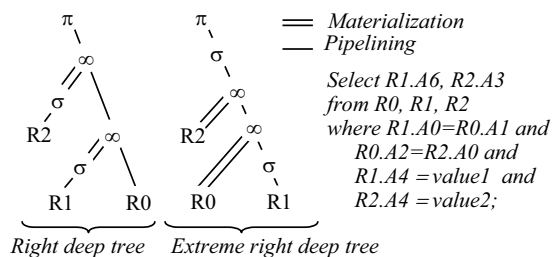 π π Materialization
Pipelining
∞ σ
σ ∞
Select R1.A6, R2.A3
from R0, R1, R2
where R1.A0=R0.A1 and
R0.A2=R2.A0 and
R1.A4 = value1 and
R2.A4 = value2;
R2 ∞ R2 ∞
σ σ
R1 R0 R0 R1
Right deep tree Extreme right deep tree